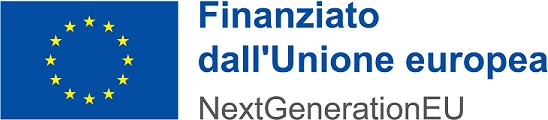 Finanziato
dall'Unione europea
NextGenerationEU